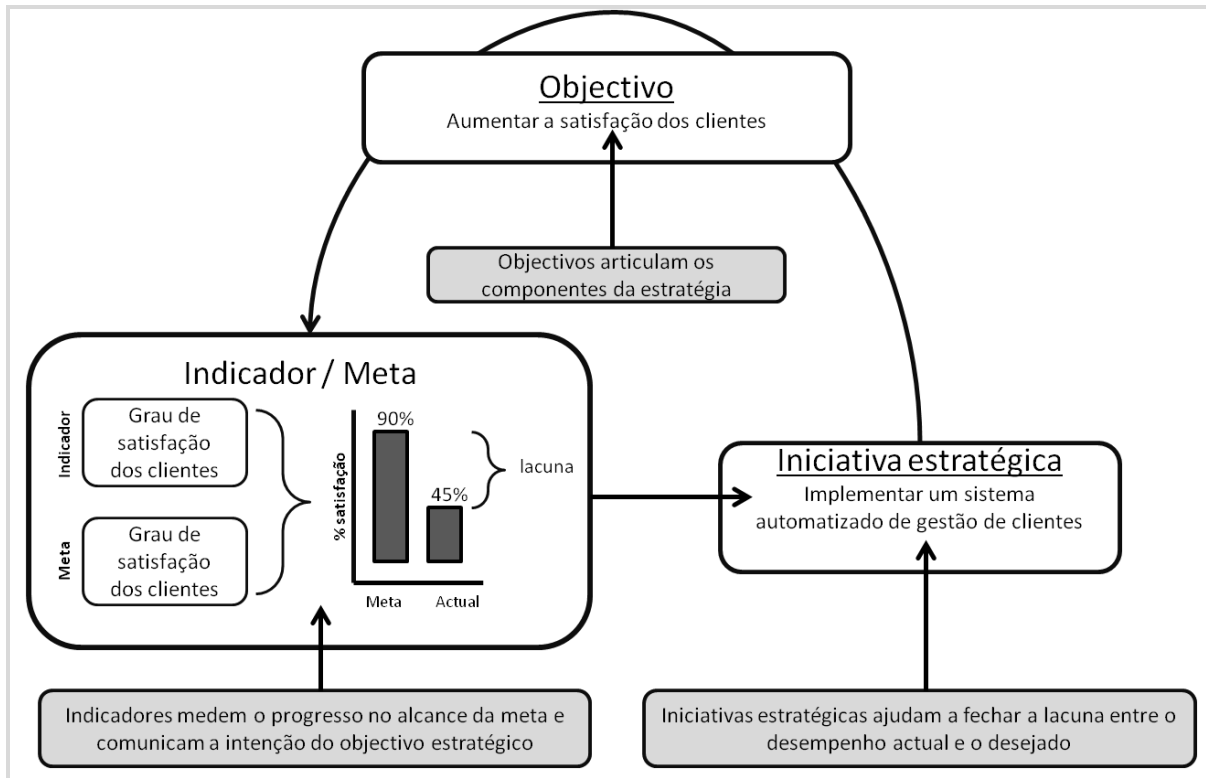 Objectivo
Aumentar a satisfação dos clientes
Objectivos articulam os
componentes da estratégia
Indicador / Meta
Indicador
Grau de
satisfação
dos clientes
Meta
Grau de
satisfação
dos clientes
% satisfação
90%
45%
lacuna
Meta
Actual
Iniciativa estratégica
Implementar um sistema
automatizado de gestão de clientes
Indicadores medem o progresso no alcance da meta e
comunicam a intenção do objectivo estratégico
Iniciativas estratégicas ajudam a fechar a lacuna entre o
desempenho actual e o desejado